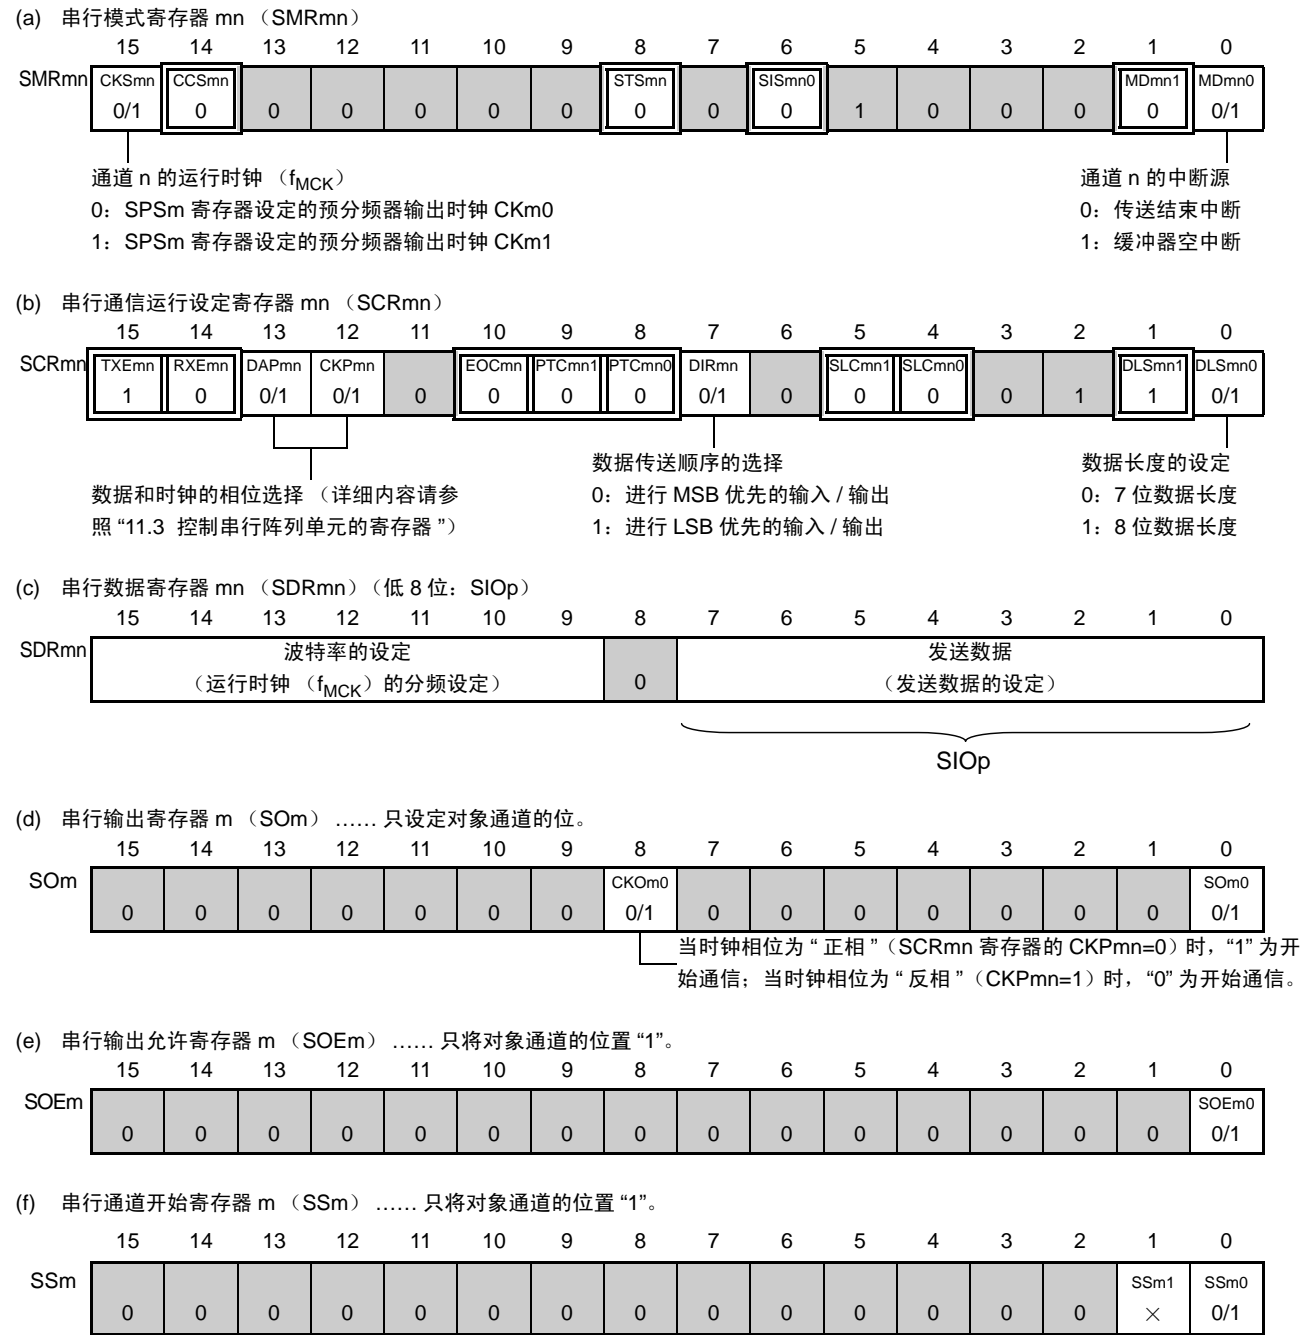 (a) 串行模式寄存器 mn （SMRmn）
15 14 13 12 11 10 9 8 7 6 5 4 3 2 1 0
SMRmn CKSmn CCSmn STSmn SISmn0 MDmn1 MDmn0
0/1 0 0 0 0 0 0 0 0 0 1 0 0 0 0 0/1
通道 n 的运行时钟 （fMCK） 通道 n 的中断源
0：SPSm 寄存器设定的预分频器输出时钟 CKm0 0：传送结束中断
1：SPSm 寄存器设定的预分频器输出时钟 CKm1 1：缓冲器空中断
(b) 串行通信运行设定寄存器 mn （SCRmn）
15 14 13 12 11 10 9 8 7 6 5 4 3 2 1 0
SCRmn TXEmn RXEmn DAPmn CKPmn EOCmn PTCmn1 PTCmn0 DIRmn SLCmn1 SLCmn0 DLSmn1 DLSmn0
1 0 0/1 0/1 0 0 0 0 0/1 0 0 0 0 1 1 0/1
数据传送顺序的选择 数据长度的设定
数据和时钟的相位选择 （详细内容请参 0：进行 MSB 优先的输入 / 输出 0：7 位数据长度
照 “11.3 控制串行阵列单元的寄存器 ”） 1：进行 LSB 优先的输入 / 输出 1：8 位数据长度
(c) 串行数据寄存器 mn （SDRmn）（低 8 位：SIOp）
15 14 13 12 11 10 9 8 7 6 5 4 3 2 1 0
SDRmn 波特率的设定 发送数据
（运行时钟 （fMCK）的分频设定） 0 （发送数据的设定）
SIOp
(d) 串行输出寄存器 m （SOm） …… 只设定对象通道的位。
15 14 13 12 11 10 9 8 7 6 5 4 3 2 1 0
SOm CKOm0 SOm0
0 0 0 0 0 0 0 0/1 0 0 0 0 0 0 0 0/1
当时钟相位为 “ 正相 ”（SCRmn 寄存器的 CKPmn=0）时，“1” 为开
始通信；当时钟相位为 “ 反相 ”（CKPmn=1）时，“0” 为开始通信。
(e) 串行输出允许寄存器 m （SOEm） …… 只将对象通道的位置 “1”。
15 14 13 12 11 10 9 8 7 6 5 4 3 2 1 0
SOEm SOEm0
0 0 0 0 0 0 0 0 0 0 0 0 0 0 0 0/1
(f) 串行通道开始寄存器 m （SSm） …… 只将对象通道的位置 “1”。
15 14 13 12 11 10 9 8 7 6 5 4 3 2 1 0
SSm SSm1 SSm0
0 0 0 0 0 0 0 0 0 0 0 0 0 0 × 0/1